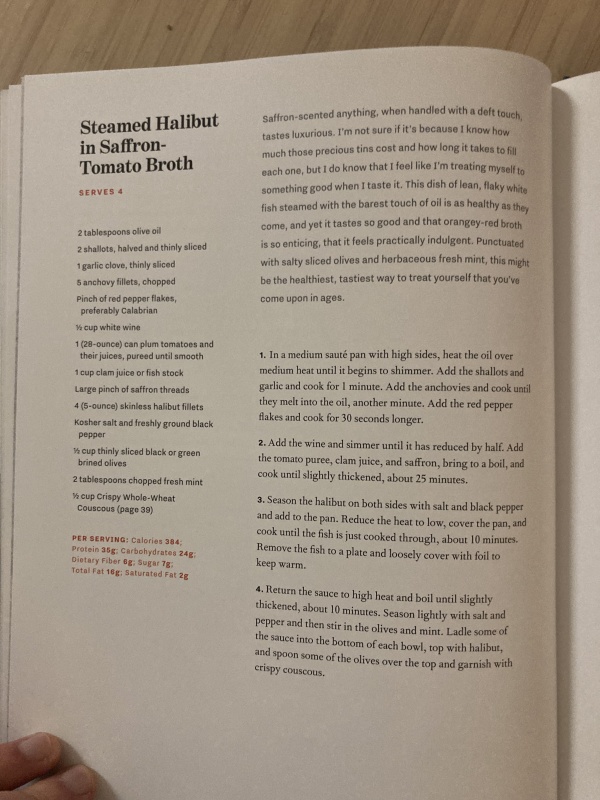 Steamed Halibut
in Saffron-
Tomato Broth
SERVES 4
2 tablespoons olive oil
2 shallots, halved and thinly sliced
1 garlic clove, thinly sliced
5 anchovy fillets, chopped
Pinch of red pepper flakes,
preferably Calabrian
½ cup white wine
1 (28-ounce) can plum tomatoes and
their juices, pureed until smooth
1 cup clam juice or fish stock
Large pinch of saffron threads
4 (5-ounce) skinless halibut fillets
Kosher salt and freshly ground black
pepper
⅓ cup thinly sliced black or green
brined olives
2 tablespoons chopped fresh mint
½ cup Crispy Whole-Wheat
Couscous (page 39)
PER SERVING: Calories 384;
Protein 35g; Carbohydrates 24g;
Dietary Fiber 6g; Sugar 7g;
Total Fat 16g; Saturated Fat 2g
Saffron-scented anything, when handled with a deft touch,
tastes luxurious. I'm not sure if it's because I know how
much those precious tins cost and how long it takes to fill
each one, but I do know that I feel like I'm treating myself to
something good when I taste it. This dish of lean, flaky white
fish steamed with the barest touch of oil is as healthy as they
come, and yet it tastes so good and that orangey-red broth
is so enticing, that it feels practically indulgent. Punctuated
with salty sliced olives and herbaceous fresh mint, this might
be the healthiest, tastiest way to treat yourself that you've
come upon in ages.
1. In a medium sauté pan with high sides, heat the oil over
medium heat until it begins to shimmer. Add the shallots and
garlic and cook for 1 minute. Add the anchovies and cook until
they melt into the oil, another minute. Add the red pepper
flakes and cook for 30 seconds longer.
2. Add the wine and simmer until it has reduced by half. Add
the tomato puree, clam juice, and saffron, bring to a boil, and
cook until slightly thickened, about 25 minutes.
3. Season the halibut on both sides with salt and black pepper
and add to the pan. Reduce the heat to low, cover the pan, and
cook until the fish is just cooked through, about 10 minutes.
Remove the fish to a plate and loosely cover with foil to
keep warm.
4. Return the sauce to high heat and boil until slightly
thickened, about 10 minutes. Season lightly with salt and
pepper and then stir in the olives and mint. Ladle some of
the sauce into the bottom of each bowl, top with halibut,
and spoon some of the olives over the top and garnish with
crispy couscous.